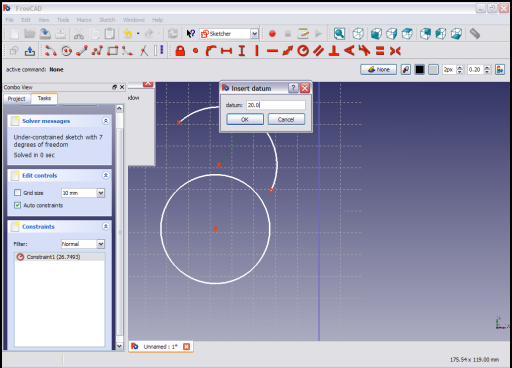 FreeCAD
File Edit View Tools Macro Sketch Windows Help
Sketcher
active command: None
None
2px
0.20
Combo View
Project
Tasks
dow
Solver messages
Under-constrained sketch with 7
degrees of freedom
Solved in 0 sec
Edit controls
Grid size
10 mm
Auto constraints
Constraints
Filter:
Normal
Constraint1 (26.7493)
Insert datum
datum:
20.0
OK
Cancel
Unnamed : 1*
175.54 x 119.00 mm